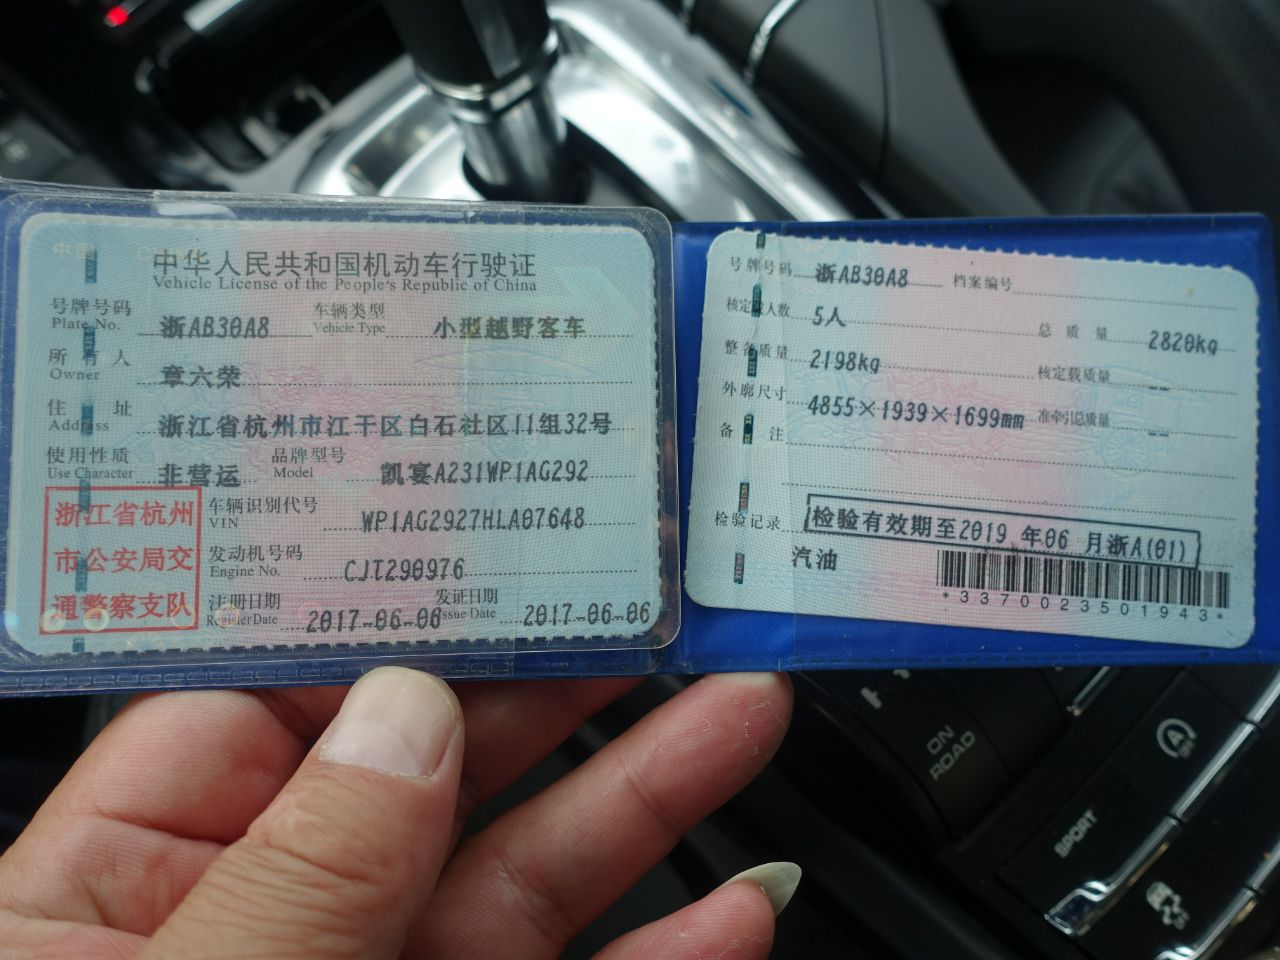 中华人民共和国机动车行驶证
Vehicle License of the People's Republic of China
号牌号码 浙AB30A8 车辆类型 小型越野客车
Plate No. Vehicle Type
所有人 章六荣
Owner
住址 浙江省杭州市江干区白石社区11组32号
Address
使用性质 非营运 品牌型号 凯宴A231WP1AG292
Use Character Model
浙江省杭州
市公安局交
通警察支队
车辆识别代号 WP1AG2927HLA07648
VIN
发动机号码 CJT290976
Engine No.
注册日期 2017-06-06 发证日期 2017-06-06
Register Date Issue Date
号牌号码 浙AB30A8 档案编号
核定载人数 5人 总质量 2820kg
整备质量 2198kg 核定载质量 --
外廓尺寸 4855×1939×1699mm 准牵引总质量 --
备注
检验记录 检验有效期至2019 年06 月浙A(01)
汽油
*3370023501943*
ON
ROAD
SPORT
A
OFF